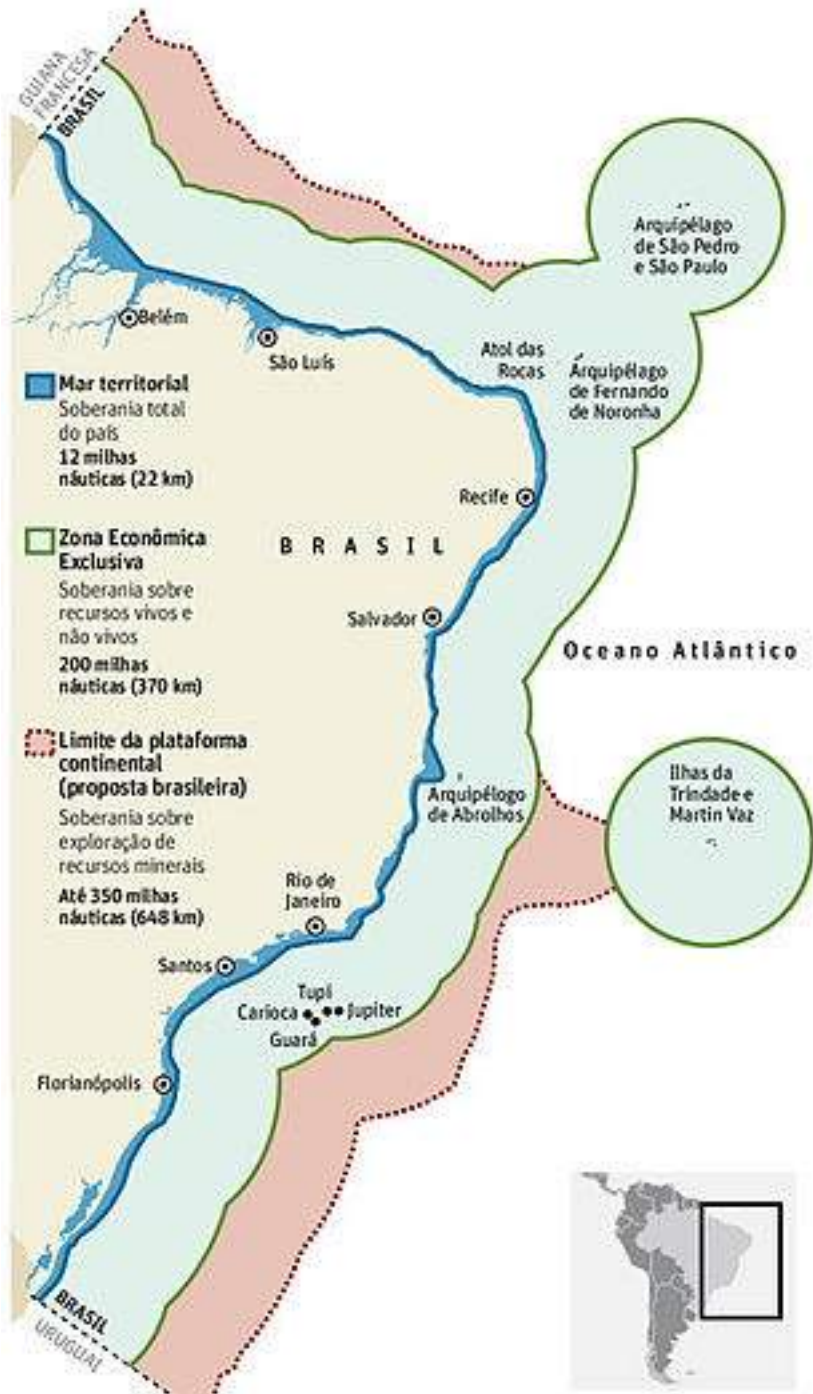 GUIANA
FRANCESA
BRASIL
Arquipélago
de São Pedro
e São Paulo
Belém
São Luís
Atol das
Rocas
Arquipélago
de Fernando
de Noronha
Mar territorial
Soberania total
do país
12 milhas
náuticas (22 km)
Recife
Zona Econômica
Exclusiva
Soberania sobre
recursos vivos e
não vivos
200 milhas
náuticas (370 km)
BRASIL
Salvador
Oceano Atlântico
Limite da plataforma
continental
(proposta brasileira)
Soberania sobre
exploração de
recursos minerais
Até 350 milhas
náuticas (648 km)
Arquipélogo
de Abrolhos
Ilhas da
Trindade e
Martin Vaz
Rio de
Janeiro
Santos
Tupi
Carioca
Jupiter
Guará
Florianópolis
BRASIL
URUGUAI